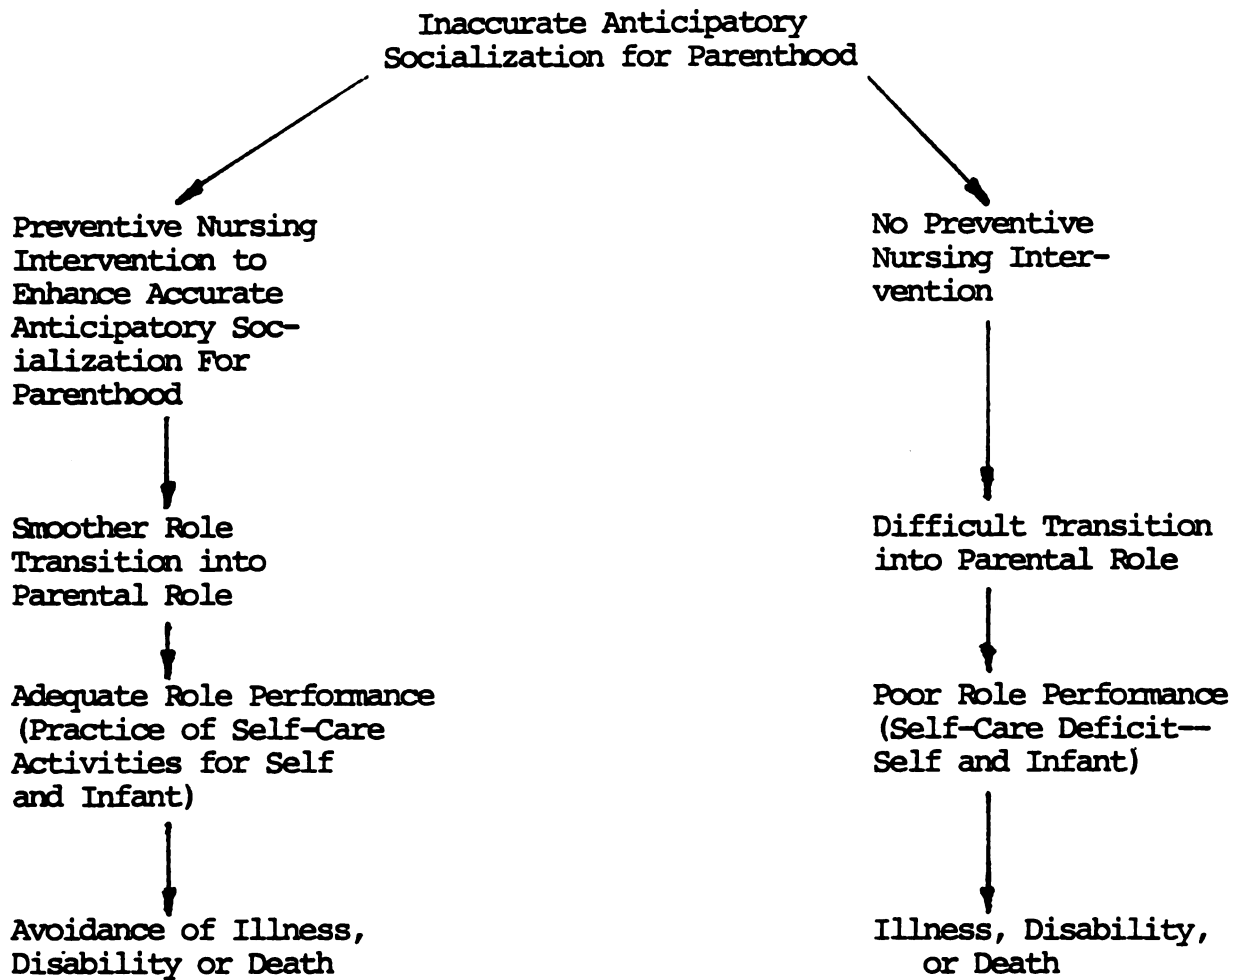 Inaccurate Anticipatory
Socialization for Parenthood
Preventive Nursing
Intervention to
Enhance Accurate
Anticipatory Soc-
ialization For
Parenthood
Smoother Role
Transition into
Parental Role
Adequate Role Performance
(Practice of Self-Care
Activities for Self
and Infant)
Avoidance of Illness,
Disability or Death
No Preventive
Nursing Inter-
vention
Difficult Transition
into Parental Role
Poor Role Performance
(Self-Care Deficit--
Self and Infant)
Illness, Disability,
or Death